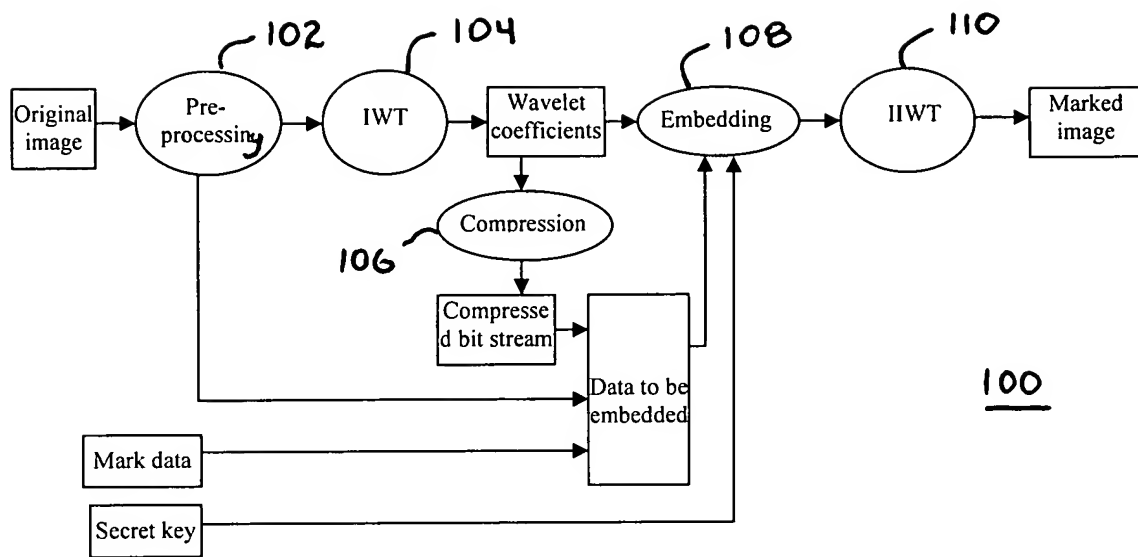 102
104
108
110
Original
image
Pre-
processing
IWT
Wavelet
coefficients
Embedding
IIWT
Marked
image
Compression
106
Compresse
d bit stream
Data to be
embedded
100
Mark data
Secret key